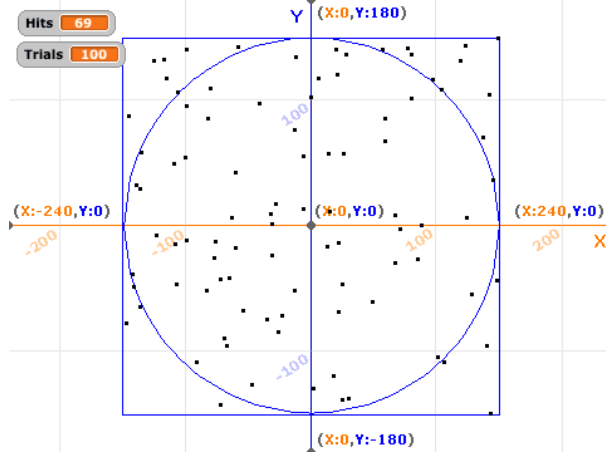 Hits 69
Trials 100
Y
(X:0,Y:180)
100
(X:-240,Y:0)
(X:0,Y:0)
(X:240,Y:0)
-200
-100
100
200
X
-100
(X:0,Y:-180)